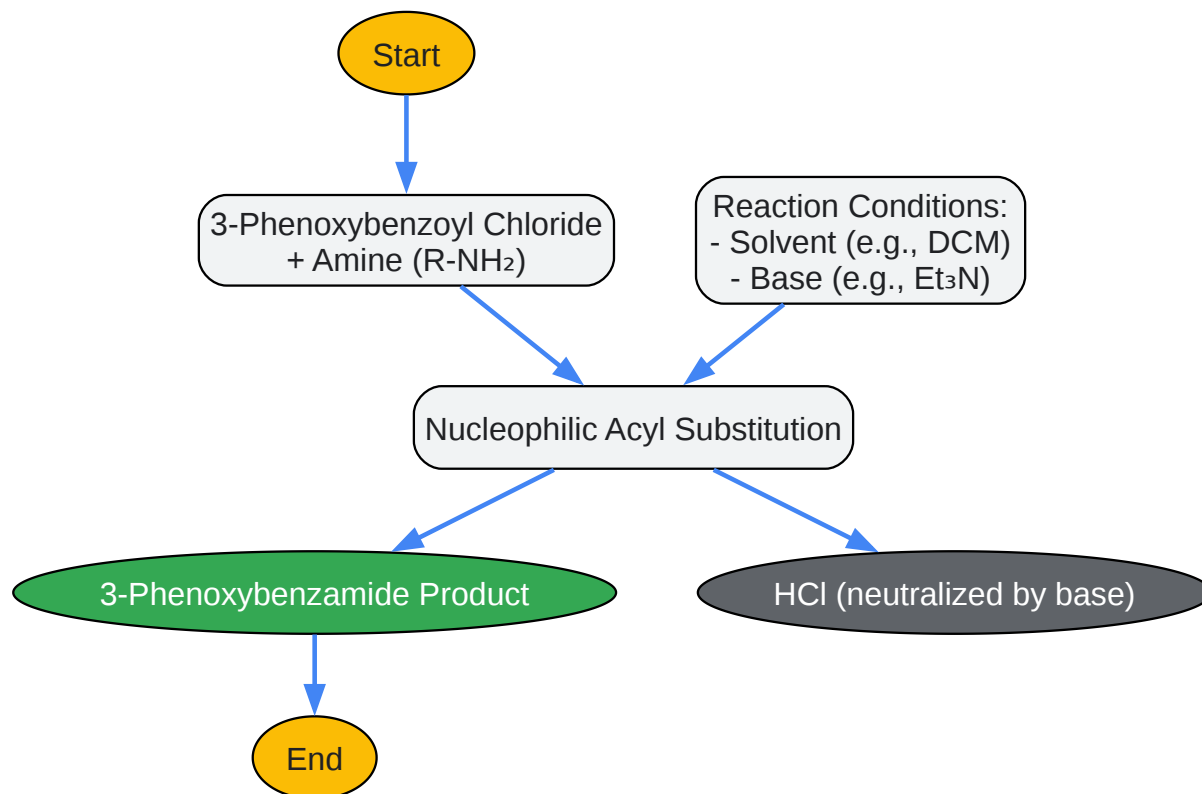 Start
3-Phenoxybenzoyl Chloride
+ Amine (R-NH₂)
Reaction Conditions:
- Solvent (e.g., DCM)
- Base (e.g., Et₃N)
Nucleophilic Acyl Substitution
3-Phenoxybenzamide Product
HCl (neutralized by base)
End